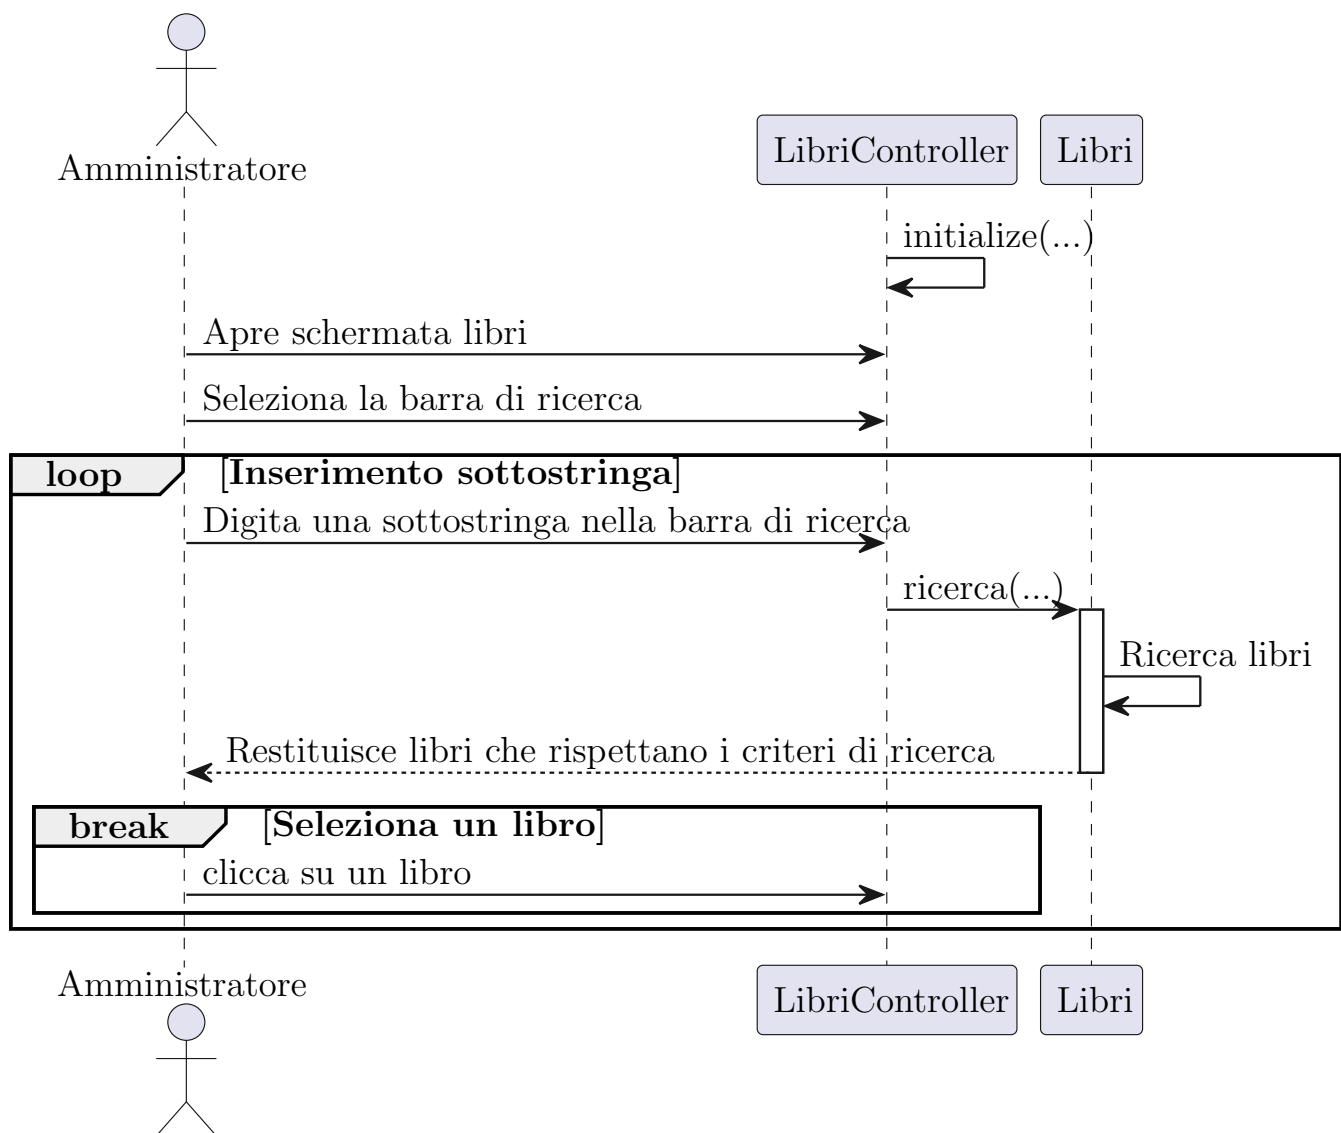 Amministratore
LibriController
Libri
initialize(...)
Apre schermata libri
Seleziona la barra di ricerca
loop [Inserimento sottostringa]
Digita una sottostringa nella barra di ricerca
ricerca(...)
Ricerca libri
Restituisce libri che rispettano i criteri di ricerca
break [Seleziona un libro]
clicca su un libro
Amministratore
LibriController
Libri